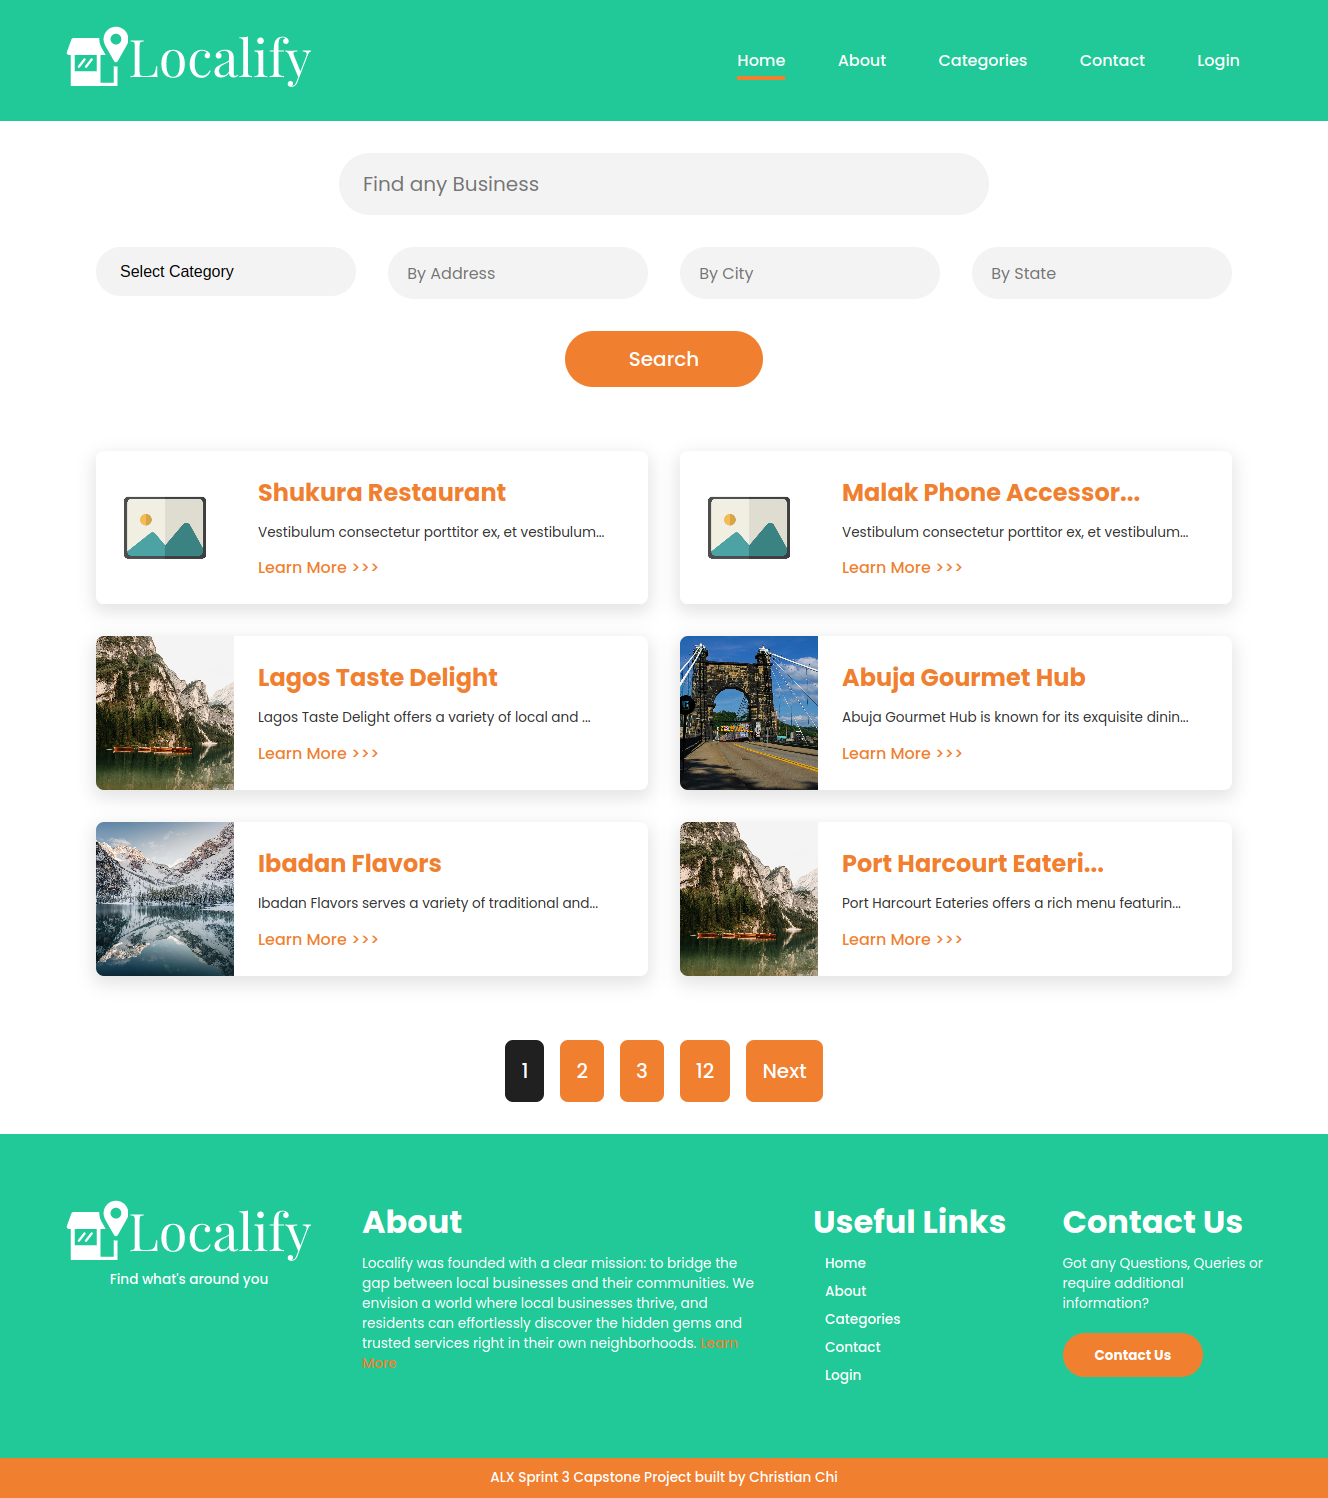 Localify
Home
About
Categories
Contact
Login
Find any Business
Select Category
By Address
By City
By State
Search
Shukura Restaurant
Vestibulum consectetur porttitor ex, et vestibulum...
Learn More >>>
Malak Phone Accessor...
Vestibulum consectetur porttitor ex, et vestibulum...
Learn More >>>
Lagos Taste Delight
Lagos Taste Delight offers a variety of local and ...
Learn More >>>
Abuja Gourmet Hub
Abuja Gourmet Hub is known for its exquisite dinin...
Learn More >>>
Ibadan Flavors
Ibadan Flavors serves a variety of traditional and...
Learn More >>>
Port Harcourt Eateri...
Port Harcourt Eateries offers a rich menu featurin...
Learn More >>>
1
2
3
12
Next
Localify
Find what's around you
About
Localify was founded with a clear mission: to bridge the
gap between local businesses and their communities. We
envision a world where local businesses thrive, and
residents can effortlessly discover the hidden gems and
trusted services right in their own neighborhoods. Learn
More
Useful Links
Home
About
Categories
Contact
Login
Contact Us
Got any Questions, Queries or
require additional
information?
Contact Us
ALX Sprint 3 Capstone Project built by Christian Chi